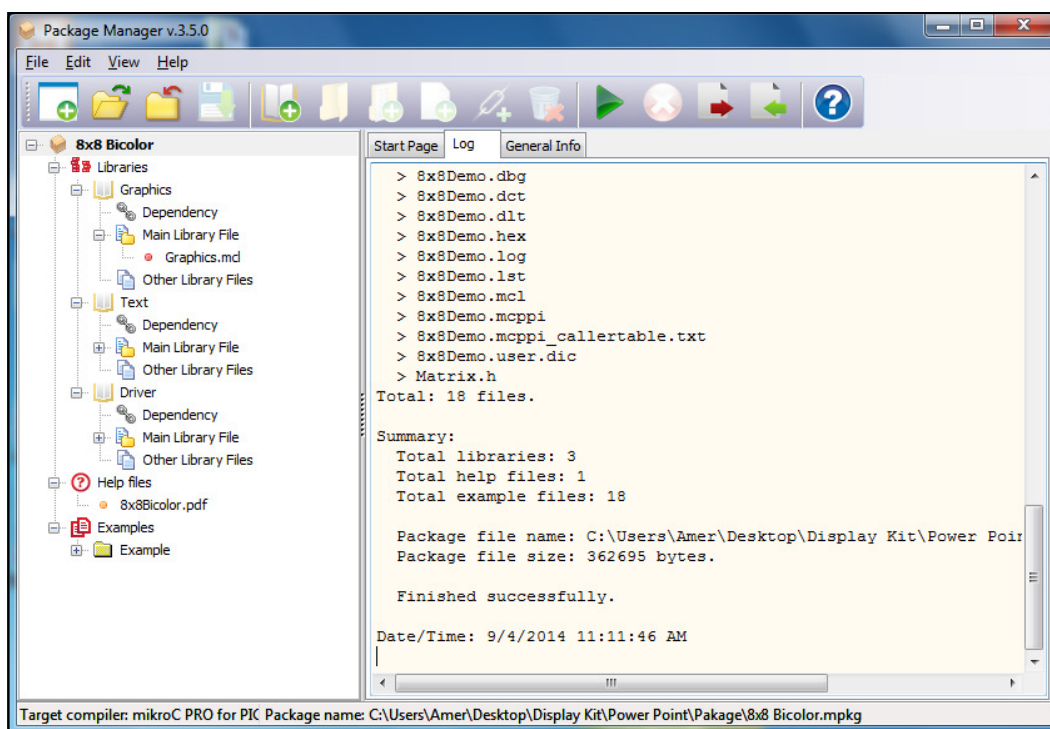 Package Manager v.3.5.0
File Edit View Help
8x8 Bicolor
Libraries
Graphics
Dependency
Main Library File
Graphics.mcl
Other Library Files
Text
Dependency
Main Library File
Other Library Files
Driver
Dependency
Main Library File
Other Library Files
Help files
8x8Bicolor.pdf
Examples
Example
Start Page Log General Info
> 8x8Demo.dbg
> 8x8Demo.dct
> 8x8Demo.dlt
> 8x8Demo.hex
> 8x8Demo.log
> 8x8Demo.lst
> 8x8Demo.mcl
> 8x8Demo.mcppi
> 8x8Demo.mcppi_callertable.txt
> 8x8Demo.user.dic
> Matrix.h
Total: 18 files.
Summary:
Total libraries: 3
Total help files: 1
Total example files: 18
Package file name: C:\Users\Amer\Desktop\Display Kit\Power Poin
Package file size: 362695 bytes.
Finished successfully.
Date/Time: 9/4/2014 11:11:46 AM
Target compiler: mikroC PRO for PIC Package name: C:\Users\Amer\Desktop\Display Kit\Power Point\Pakage\8x8 Bicolor.mpkg